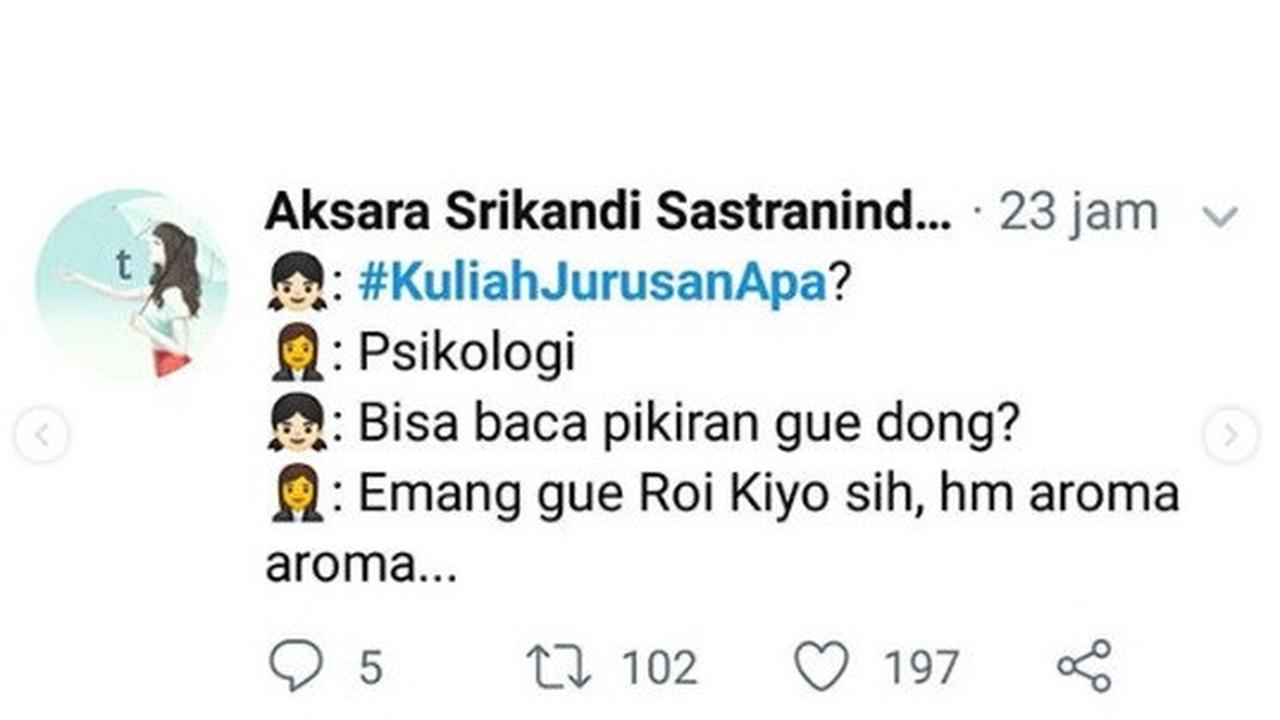 Aksara Srikandi Sastranind... · 23 jam
t
👧🏻: #KuliahJurusanApa?
👩‍💼: Psikologi
👧🏻: Bisa baca pikiran gue dong?
👩‍💼: Emang gue Roi Kiyo sih, hm aroma
aroma...
5 102 197